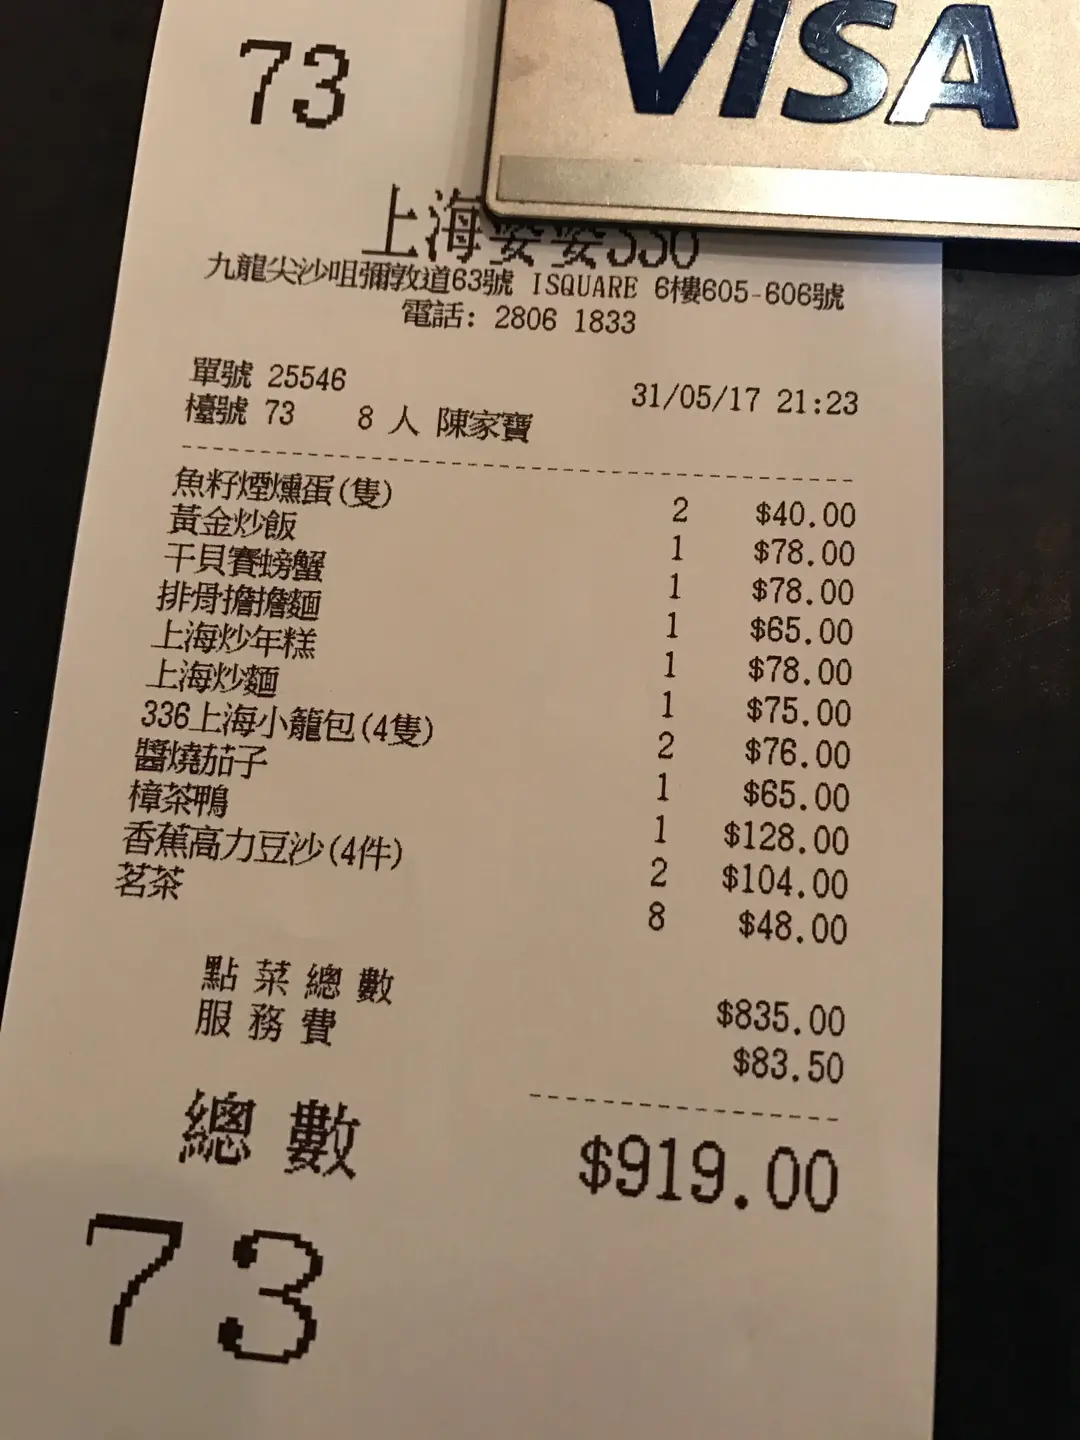 73
VISA
上海婆婆336
九龍尖沙咀彌敦道63號 ISQUARE 6樓605-606號
電話: 2806 1833
單號 25546 31/05/17 21:23
檯號 73 8 人 陳家寶
魚籽煙燻蛋(隻) 2 $40.00
黃金炒飯 1 $78.00
干貝賽螃蟹 1 $78.00
排骨擔擔麵 1 $65.00
上海炒年糕 1 $78.00
上海炒麵 1 $75.00
336上海小籠包(4隻) 2 $76.00
醬燒茄子 1 $65.00
樟茶鴨 1 $128.00
香蕉高力豆沙(4件) 2 $104.00
茗茶 8 $48.00
點菜總數 $835.00
服務費 $83.50
總數 $919.00
73